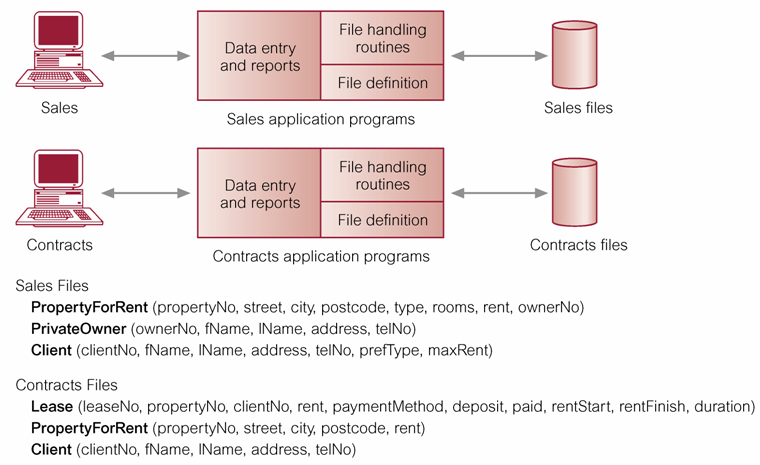 Sales
Data entry
and reports
File handling
routines
File definition
Sales application programs
Sales files
Contracts
Data entry
and reports
File handling
routines
File definition
Contracts application programs
Contracts files
Sales Files
PropertyForRent (propertyNo, street, city, postcode, type, rooms, rent, ownerNo)
PrivateOwner (ownerNo, fName, lName, address, telNo)
Client (clientNo, fName, lName, address, telNo, prefType, maxRent)
Contracts Files
Lease (leaseNo, propertyNo, clientNo, rent, paymentMethod, deposit, paid, rentStart, rentFinish, duration)
PropertyForRent (propertyNo, street, city, postcode, rent)
Client (clientNo, fName, lName, address, telNo)